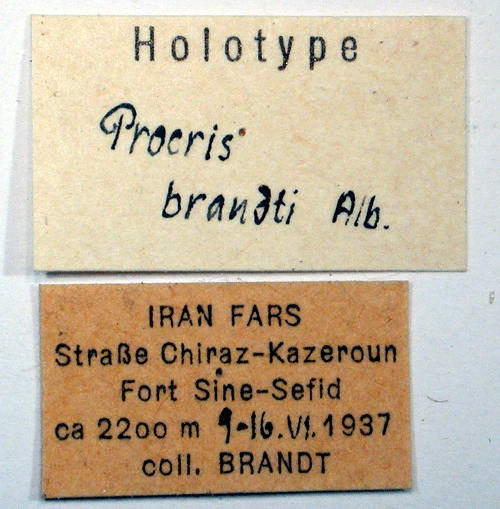 Holotype
Procris
brandti Alb.
IRAN FARS
Straße Chiraz-Kazeroun
Fort Sine-Sefid
ca 2200 m 9-16.VI.1937
coll. BRANDT